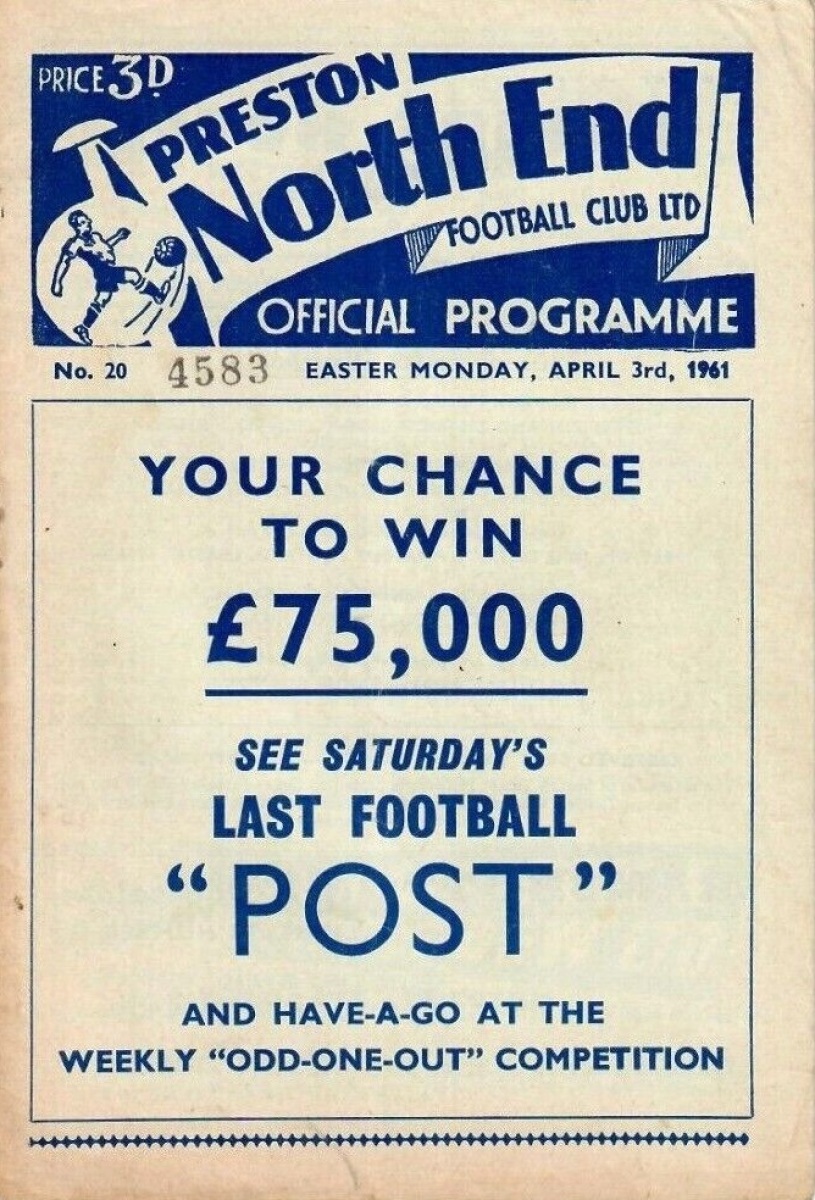 PRICE 3D
PRESTON
North End
FOOTBALL CLUB LTD
OFFICIAL PROGRAMME
No. 20 4583 EASTER MONDAY, APRIL 3rd, 1961
YOUR CHANCE
TO WIN
£75,000
SEE SATURDAY'S
LAST FOOTBALL
“POST”
AND HAVE-A-GO AT THE
WEEKLY “ODD-ONE-OUT” COMPETITION